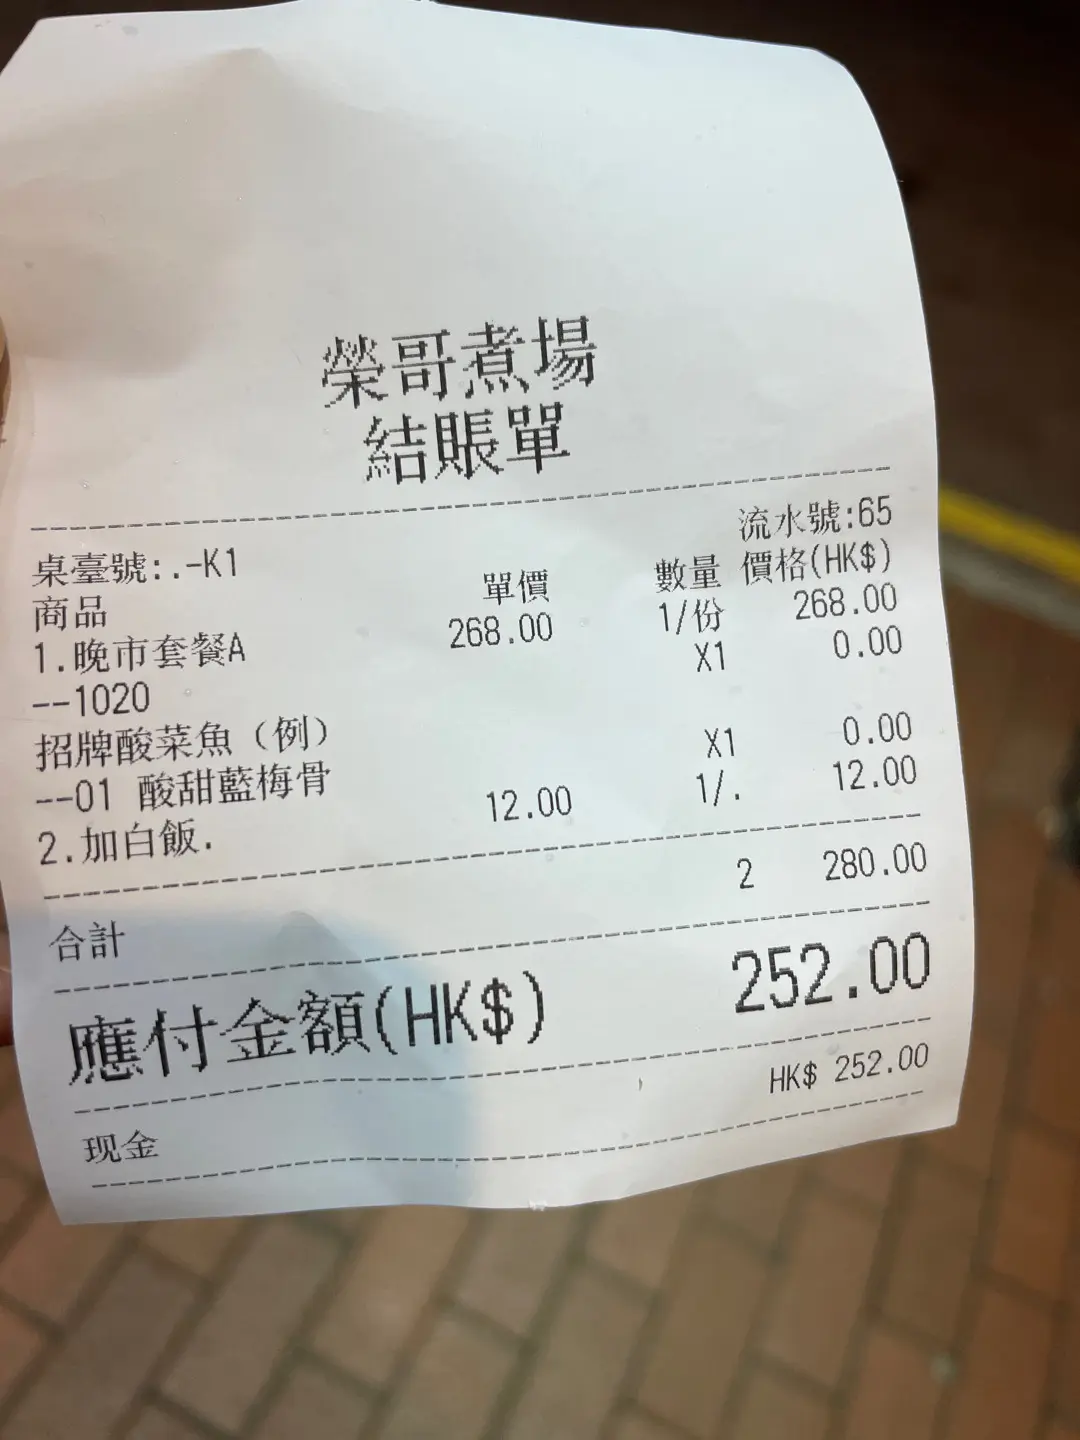 榮哥煮場
結賬單
流水號:65
桌臺號:.-K1
商品 單價 數量 價格(HK$)
1.晚市套餐A 268.00 1/份 268.00
--1020 X1 0.00
招牌酸菜魚（例）
--01 酸甜藍梅骨 X1 0.00
2.加白飯. 12.00 1/. 12.00
合計 2 280.00
應付金額(HK$) 252.00
现金 HK$ 252.00